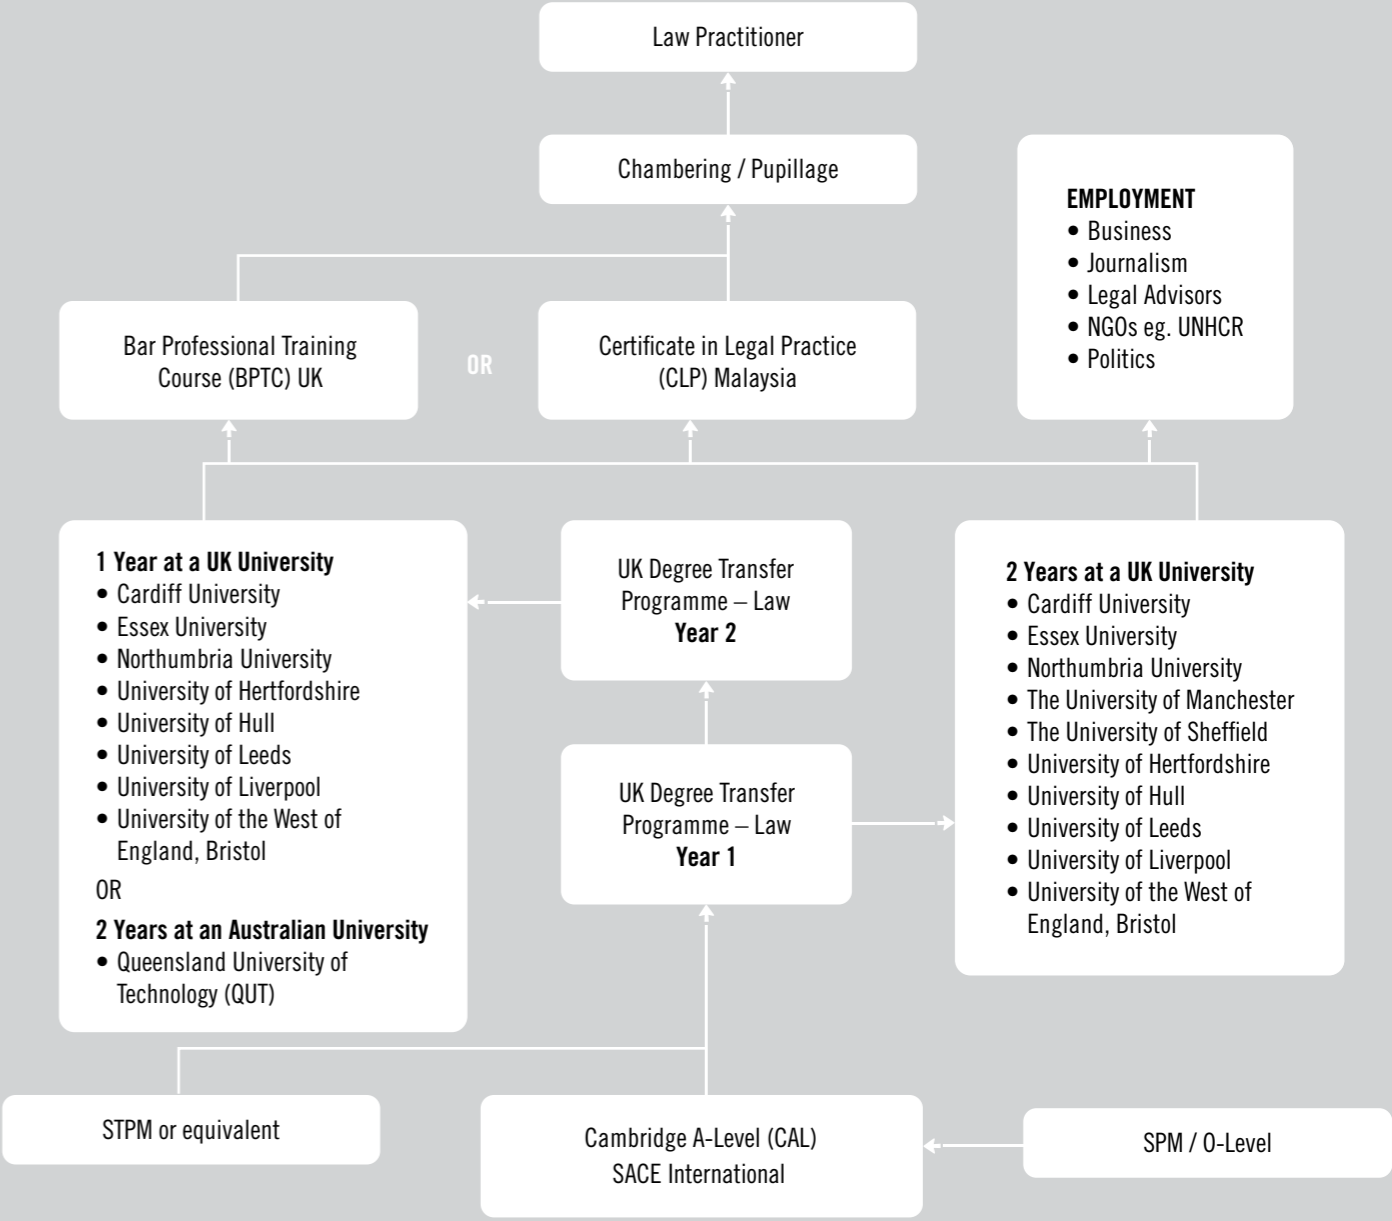 Law Practitioner
Chambering / Pupillage
EMPLOYMENT
• Business
• Journalism
• Legal Advisors
• NGOs eg. UNHCR
• Politics
Bar Professional Training
Course (BPTC) UK
OR
Certificate in Legal Practice
(CLP) Malaysia
1 Year at a UK University
• Cardiff University
• Essex University
• Northumbria University
• University of Hertfordshire
• University of Hull
• University of Leeds
• University of Liverpool
• University of the West of
England, Bristol
OR
2 Years at an Australian University
• Queensland University of
Technology (QUT)
UK Degree Transfer
Programme – Law
Year 2
UK Degree Transfer
Programme – Law
Year 1
2 Years at a UK University
• Cardiff University
• Essex University
• Northumbria University
• The University of Manchester
• The University of Sheffield
• University of Hertfordshire
• University of Hull
• University of Leeds
• University of Liverpool
• University of the West of
England, Bristol
STPM or equivalent
Cambridge A-Level (CAL)
SACE International
SPM / O-Level